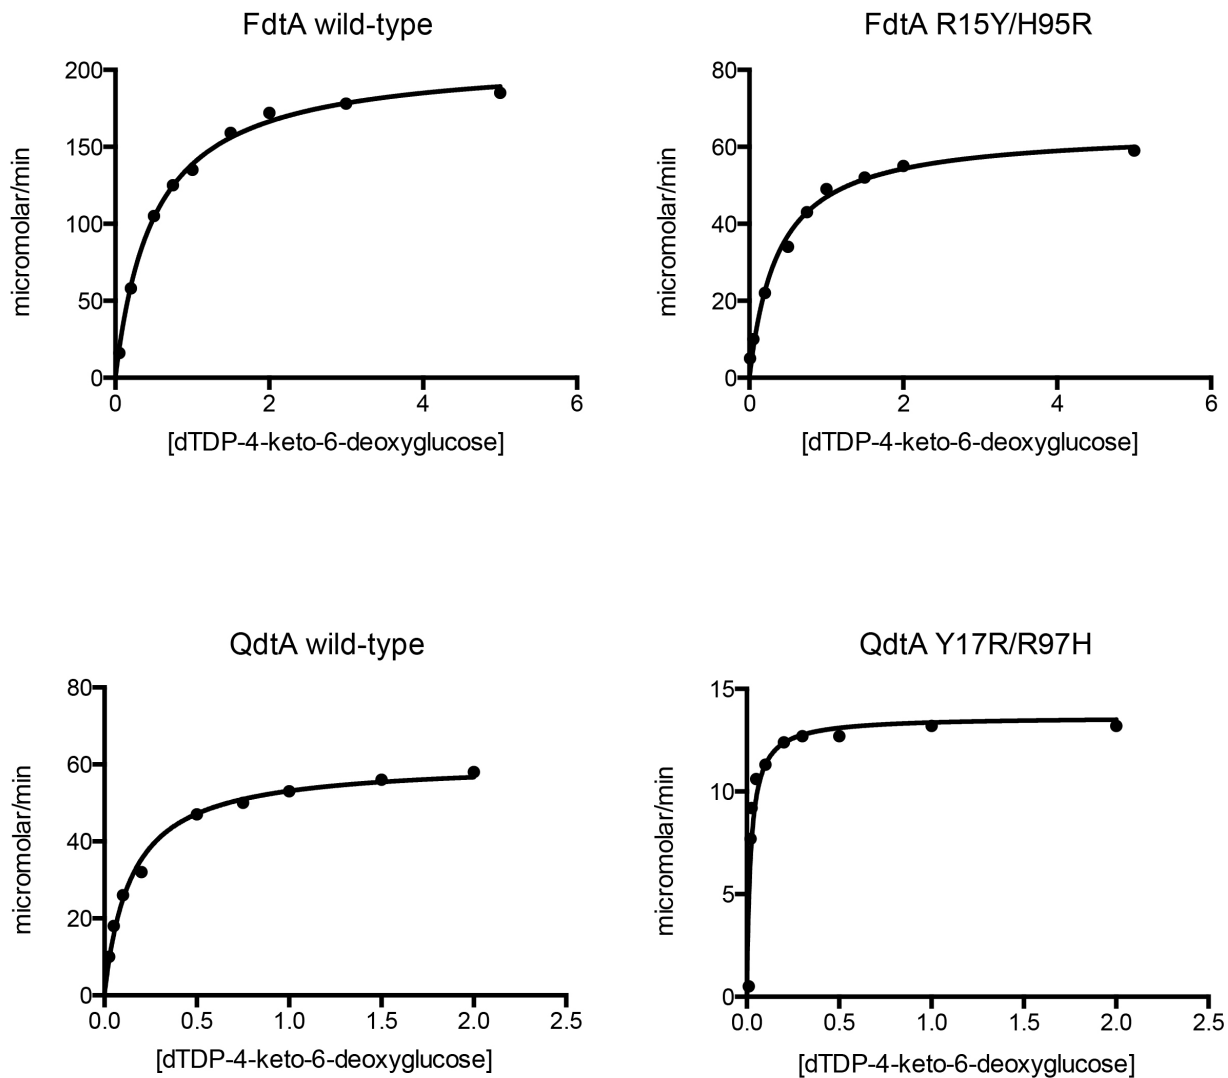 FdtA wild-type
200
150
100
50
0
micromolar/min
0 2 4 6
[dTDP-4-keto-6-deoxyglucose]
FdtA R15Y/H95R
80
60
40
20
0
micromolar/min
0 2 4 6
[dTDP-4-keto-6-deoxyglucose]
QdtA wild-type
80
60
40
20
0
micromolar/min
0.0 0.5 1.0 1.5 2.0 2.5
[dTDP-4-keto-6-deoxyglucose]
QdtA Y17R/R97H
15
10
5
0
micromolar/min
0.0 0.5 1.0 1.5 2.0 2.5
[dTDP-4-keto-6-deoxyglucose]